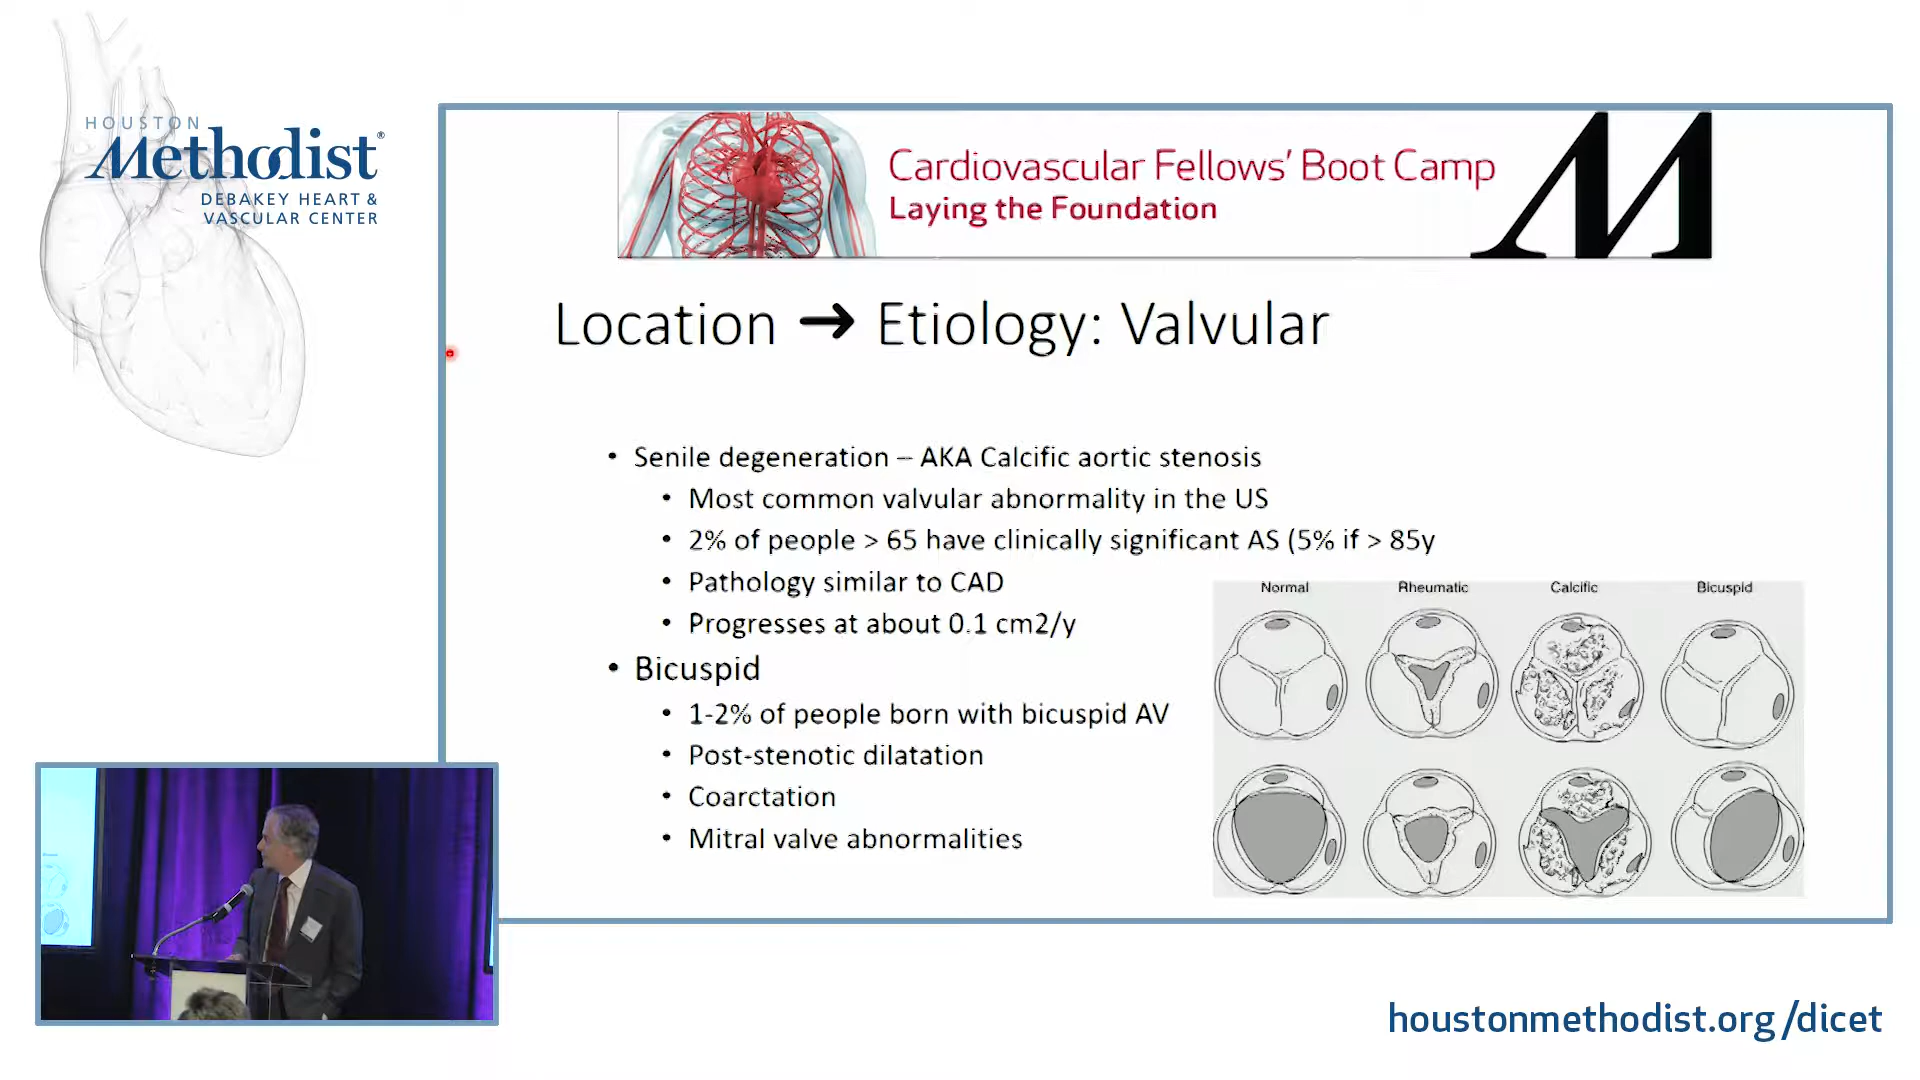 HOUSTON
Methodist®
DEBAKEY HEART &
VASCULAR CENTER
Cardiovascular Fellows' Boot Camp
Laying the Foundation
M
Location ➜ Etiology: Valvular
• Senile degeneration – AKA Calcific aortic stenosis
• Most common valvular abnormality in the US
• 2% of people > 65 have clinically significant AS (5% if > 85y
• Pathology similar to CAD
• Progresses at about 0.1 cm2/y
• Bicuspid
• 1-2% of people born with bicuspid AV
• Post-stenotic dilatation
• Coarctation
• Mitral valve abnormalities
Normal Rheumatic Calcific Bicuspid
houstonmethodist.org/dicet